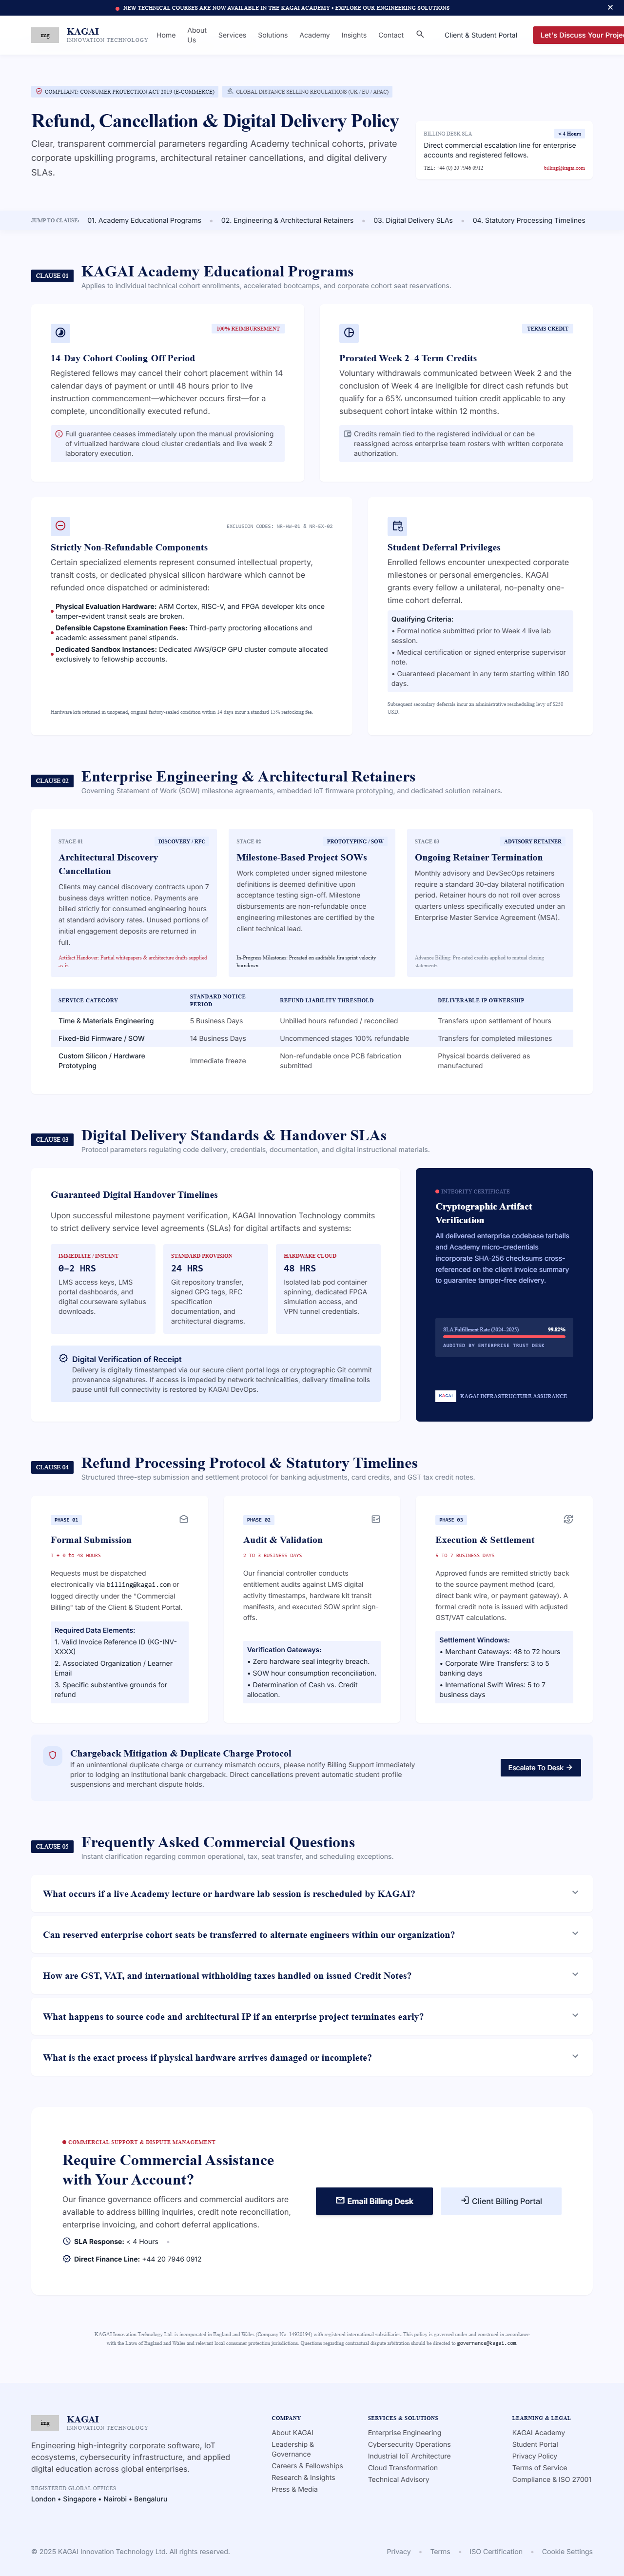 NEW TECHNICAL COURSES ARE NOW AVAILABLE IN THE KAGAI ACADEMY • EXPLORE OUR ENGINEERING SOLUTIONS
img
KAGAI
INNOVATION TECHNOLOGY
Home
About Us
Services
Solutions
Academy
Insights
Contact
Client & Student Portal
Let's Discuss Your Projec
COMPLIANT: CONSUMER PROTECTION ACT 2019 (E-COMMERCE)
GLOBAL DISTANCE SELLING REGULATIONS (UK / EU / APAC)
Refund, Cancellation & Digital Delivery Policy
Clear, transparent commercial parameters regarding Academy technical cohorts, private
corporate upskilling programs, architectural retainer cancellations, and digital delivery
SLAs.
BILLING DESK SLA
< 4 Hours
Direct commercial escalation line for enterprise
accounts and registered fellows.
TEL: +44 (0) 20 7946 0912
billing@kagai.com
JUMP TO CLAUSE:
01. Academy Educational Programs
02. Engineering & Architectural Retainers
03. Digital Delivery SLAs
04. Statutory Processing Timelines
CLAUSE 01
KAGAI Academy Educational Programs
Applies to individual technical cohort enrollments, accelerated bootcamps, and corporate cohort seat reservations.
100% REIMBURSEMENT
14-Day Cohort Cooling-Off Period
Registered fellows may cancel their cohort placement within 14
calendar days of payment or until 48 hours prior to live
instruction commencement—whichever occurs first—for a
complete, unconditionally executed refund.
Full guarantee ceases immediately upon the manual provisioning
of virtualized hardware cloud cluster credentials and live week 2
laboratory execution.
TERMS CREDIT
Prorated Week 2–4 Term Credits
Voluntary withdrawals communicated between Week 2 and the
conclusion of Week 4 are ineligible for direct cash refunds but
qualify for a 65% unconsumed tuition credit applicable to any
subsequent cohort intake within 12 months.
Credits remain tied to the registered individual or can be
reassigned across enterprise team rosters with written corporate
authorization.
EXCLUSION CODES: NR-HW-01 & NR-EX-02
Strictly Non-Refundable Components
Certain specialized elements represent consumed intellectual property,
transit costs, or dedicated physical silicon hardware which cannot be
refunded once dispatched or administered:
Physical Evaluation Hardware: ARM Cortex, RISC-V, and FPGA developer kits once
tamper-evident transit seals are broken.
Defensible Capstone Examination Fees: Third-party proctoring allocations and
academic assessment panel stipends.
Dedicated Sandbox Instances: Dedicated AWS/GCP GPU cluster compute allocated
exclusively to fellowship accounts.
Hardware kits returned in unopened, original factory-sealed condition within 14 days incur a standard 15% restocking fee.
Student Deferral Privileges
Enrolled fellows encounter unexpected corporate
milestones or personal emergencies. KAGAI
grants every fellow a unilateral, no-penalty one-
time cohort deferral.
Qualifying Criteria:
• Formal notice submitted prior to Week 4 live lab
session.
• Medical certification or signed enterprise supervisor
note.
• Guaranteed placement in any term starting within 180
days.
Subsequent secondary deferrals incur an administrative rescheduling levy of $250
USD.
CLAUSE 02
Enterprise Engineering & Architectural Retainers
Governing Statement of Work (SOW) milestone agreements, embedded IoT firmware prototyping, and dedicated solution retainers.
STAGE 01
DISCOVERY / RFC
Architectural Discovery
Cancellation
Clients may cancel discovery contracts upon 7
business days written notice. Payments are
billed strictly for consumed engineering hours
at standard advisory rates. Unused portions of
initial engagement deposits are returned in
full.
Artifact Handover: Partial whitepapers & architecture drafts supplied
as-is.
STAGE 02
PROTOTYPING / SOW
Milestone-Based Project SOWs
Work completed under signed milestone
definitions is deemed definitive upon
acceptance testing sign-off. Milestone
disbursements are non-refundable once
engineering milestones are certified by the
client technical lead.
In-Progress Milestones: Prorated on auditable Jira sprint velocity
burndown.
STAGE 03
ADVISORY RETAINER
Ongoing Retainer Termination
Monthly advisory and DevSecOps retainers
require a standard 30-day bilateral notification
period. Retainer hours do not roll over across
quarters unless specifically executed under an
Enterprise Master Service Agreement (MSA).
Advance Billing: Pro-rated credits applied to mutual closing
statements.
SERVICE CATEGORY
STANDARD NOTICE PERIOD
REFUND LIABILITY THRESHOLD
DELIVERABLE IP OWNERSHIP
Time & Materials Engineering
5 Business Days
Unbilled hours refunded / reconciled
Transfers upon settlement of hours
Fixed-Bid Firmware / SOW
14 Business Days
Uncommenced stages 100% refundable
Transfers for completed milestones
Custom Silicon / Hardware
Prototyping
Immediate freeze
Non-refundable once PCB fabrication
submitted
Physical boards delivered as
manufactured
CLAUSE 03
Digital Delivery Standards & Handover SLAs
Protocol parameters regulating code delivery, credentials, documentation, and digital instructional materials.
Guaranteed Digital Handover Timelines
Upon successful milestone payment verification, KAGAI Innovation Technology commits
to strict delivery service level agreements (SLAs) for digital artifacts and systems:
IMMEDIATE / INSTANT
0–2 HRS
LMS access keys, LMS
portal dashboards, and
digital courseware syllabus
downloads.
STANDARD PROVISION
24 HRS
Git repository transfer,
signed GPG tags, RFC
specification
documentation, and
architectural diagrams.
HARDWARE CLOUD
48 HRS
Isolated lab pod container
spinning, dedicated FPGA
simulation access, and
VPN tunnel credentials.
Digital Verification of Receipt
Delivery is digitally timestamped via our secure client portal logs or cryptographic Git commit
provenance signatures. If access is impeded by network technicalities, delivery timeline tolls
pause until full connectivity is restored by KAGAI DevOps.
INTEGRITY CERTIFICATE
Cryptographic Artifact
Verification
All delivered enterprise codebase tarballs
and Academy micro-credentials
incorporate SHA-256 checksums cross-
referenced on the client invoice summary
to guarantee tamper-free delivery.
SLA Fulfillment Rate (2024–2025)
99.82%
AUDITED BY ENTERPRISE TRUST DESK
KAGAI
KAGAI INFRASTRUCTURE ASSURANCE
CLAUSE 04
Refund Processing Protocol & Statutory Timelines
Structured three-step submission and settlement protocol for banking adjustments, card credits, and GST tax credit notes.
PHASE 01
Formal Submission
T + 0 to 48 HOURS
Requests must be dispatched
electronically via billing@kagai.com or
logged directly under the "Commercial
Billing" tab of the Client & Student Portal.
Required Data Elements:
1. Valid Invoice Reference ID (KG-INV-
XXXX)
2. Associated Organization / Learner
Email
3. Specific substantive grounds for
refund
PHASE 02
Audit & Validation
2 TO 3 BUSINESS DAYS
Our financial controller conducts
entitlement audits against LMS digital
activity timestamps, hardware kit transit
manifests, and executed SOW sprint sign-
offs.
Verification Gateways:
• Zero hardware seal integrity breach.
• SOW hour consumption reconciliation.
• Determination of Cash vs. Credit
allocation.
PHASE 03
Execution & Settlement
5 TO 7 BUSINESS DAYS
Approved funds are remitted strictly back
to the source payment method (card,
direct bank wire, or payment gateway). A
formal credit note is issued with adjusted
GST/VAT calculations.
Settlement Windows:
• Merchant Gateways: 48 to 72 hours
• Corporate Wire Transfers: 3 to 5
banking days
• International Swift Wires: 5 to 7
business days
Chargeback Mitigation & Duplicate Charge Protocol
If an unintentional duplicate charge or currency mismatch occurs, please notify Billing Support immediately
prior to lodging an institutional bank chargeback. Direct cancellations prevent automatic student profile
suspensions and merchant dispute holds.
Escalate To Desk
CLAUSE 05
Frequently Asked Commercial Questions
Instant clarification regarding common operational, tax, seat transfer, and scheduling exceptions.
What occurs if a live Academy lecture or hardware lab session is rescheduled by KAGAI?
Can reserved enterprise cohort seats be transferred to alternate engineers within our organization?
How are GST, VAT, and international withholding taxes handled on issued Credit Notes?
What happens to source code and architectural IP if an enterprise project terminates early?
What is the exact process if physical hardware arrives damaged or incomplete?
COMMERCIAL SUPPORT & DISPUTE MANAGEMENT
Require Commercial Assistance
with Your Account?
Our finance governance officers and commercial auditors are
available to address billing inquiries, credit note reconciliation,
enterprise invoicing, and cohort deferral applications.
SLA Response: < 4 Hours •
Direct Finance Line: +44 20 7946 0912
Email Billing Desk
Client Billing Portal
KAGAI Innovation Technology Ltd. is incorporated in England and Wales (Company No. 14920194) with registered international subsidiaries. This policy is governed under and construed in accordance
with the Laws of England and Wales and relevant local consumer protection jurisdictions. Questions regarding contractual dispute arbitration should be directed to governance@kagai.com
img
KAGAI
INNOVATION TECHNOLOGY
Engineering high-integrity corporate software, IoT
ecosystems, cybersecurity infrastructure, and applied
digital education across global enterprises.
REGISTERED GLOBAL OFFICES
London • Singapore • Nairobi • Bengaluru
COMPANY
About KAGAI
Leadership &
Governance
Careers & Fellowships
Research & Insights
Press & Media
SERVICES & SOLUTIONS
Enterprise Engineering
Cybersecurity Operations
Industrial IoT Architecture
Cloud Transformation
Technical Advisory
LEARNING & LEGAL
KAGAI Academy
Student Portal
Privacy Policy
Terms of Service
Compliance & ISO 27001
© 2025 KAGAI Innovation Technology Ltd. All rights reserved.
Privacy • Terms • ISO Certification • Cookie Settings